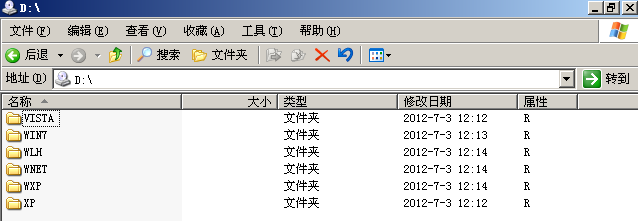 D:\
文件(F) 编辑(E) 查看(V) 收藏(A) 工具(T) 帮助(H)
后退 搜索 文件夹
地址(D) D:\ 转到
名称 大小 类型 修改日期 属性
VISTA 文件夹 2012-7-3 12:12 R
WIN7 文件夹 2012-7-3 12:13 R
WLH 文件夹 2012-7-3 12:14 R
WNET 文件夹 2012-7-3 12:14 R
WXP 文件夹 2012-7-3 12:14 R
XP 文件夹 2012-7-3 12:12 R